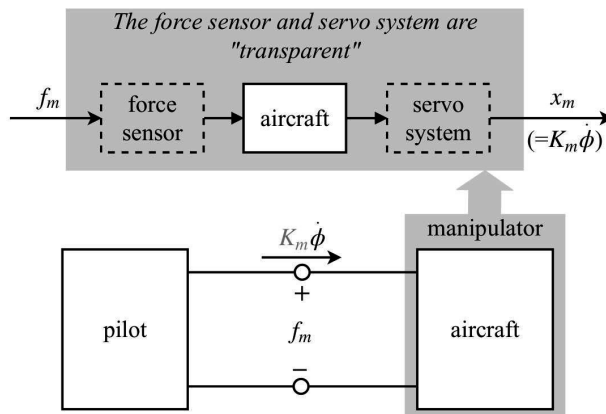 The force sensor and servo system are
"transparent"
f_m
force
sensor
aircraft
servo
system
x_m
(=K_m ϕ̇)
manipulator
K_m ϕ̇
+
pilot
f_m
aircraft
−